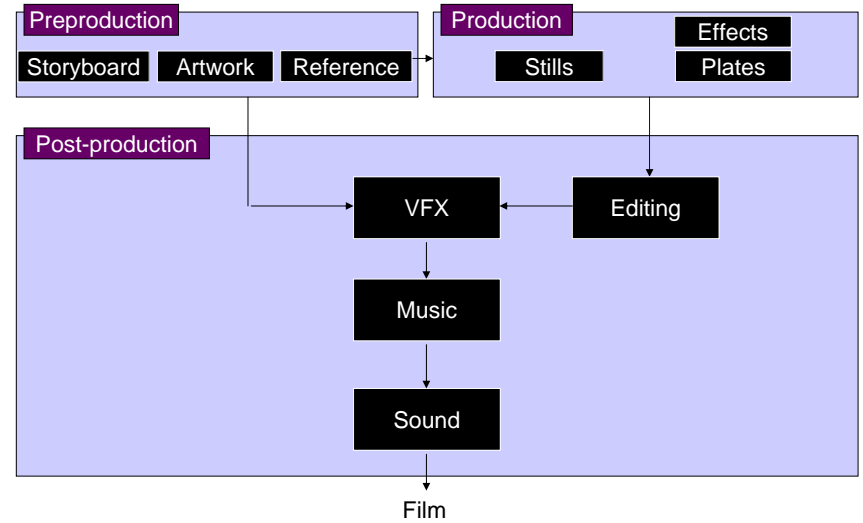 Preproduction
Storyboard
Artwork
Reference
Production
Effects
Stills
Plates
Post-production
VFX
Editing
Music
Sound
Film